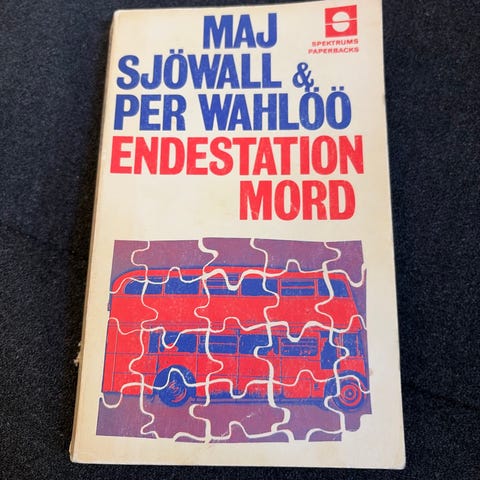 MAJ
SJÖWALL &
PER WAHLÖÖ
ENDESTATION
MORD
SPEKTRUMS
PAPERBACKS